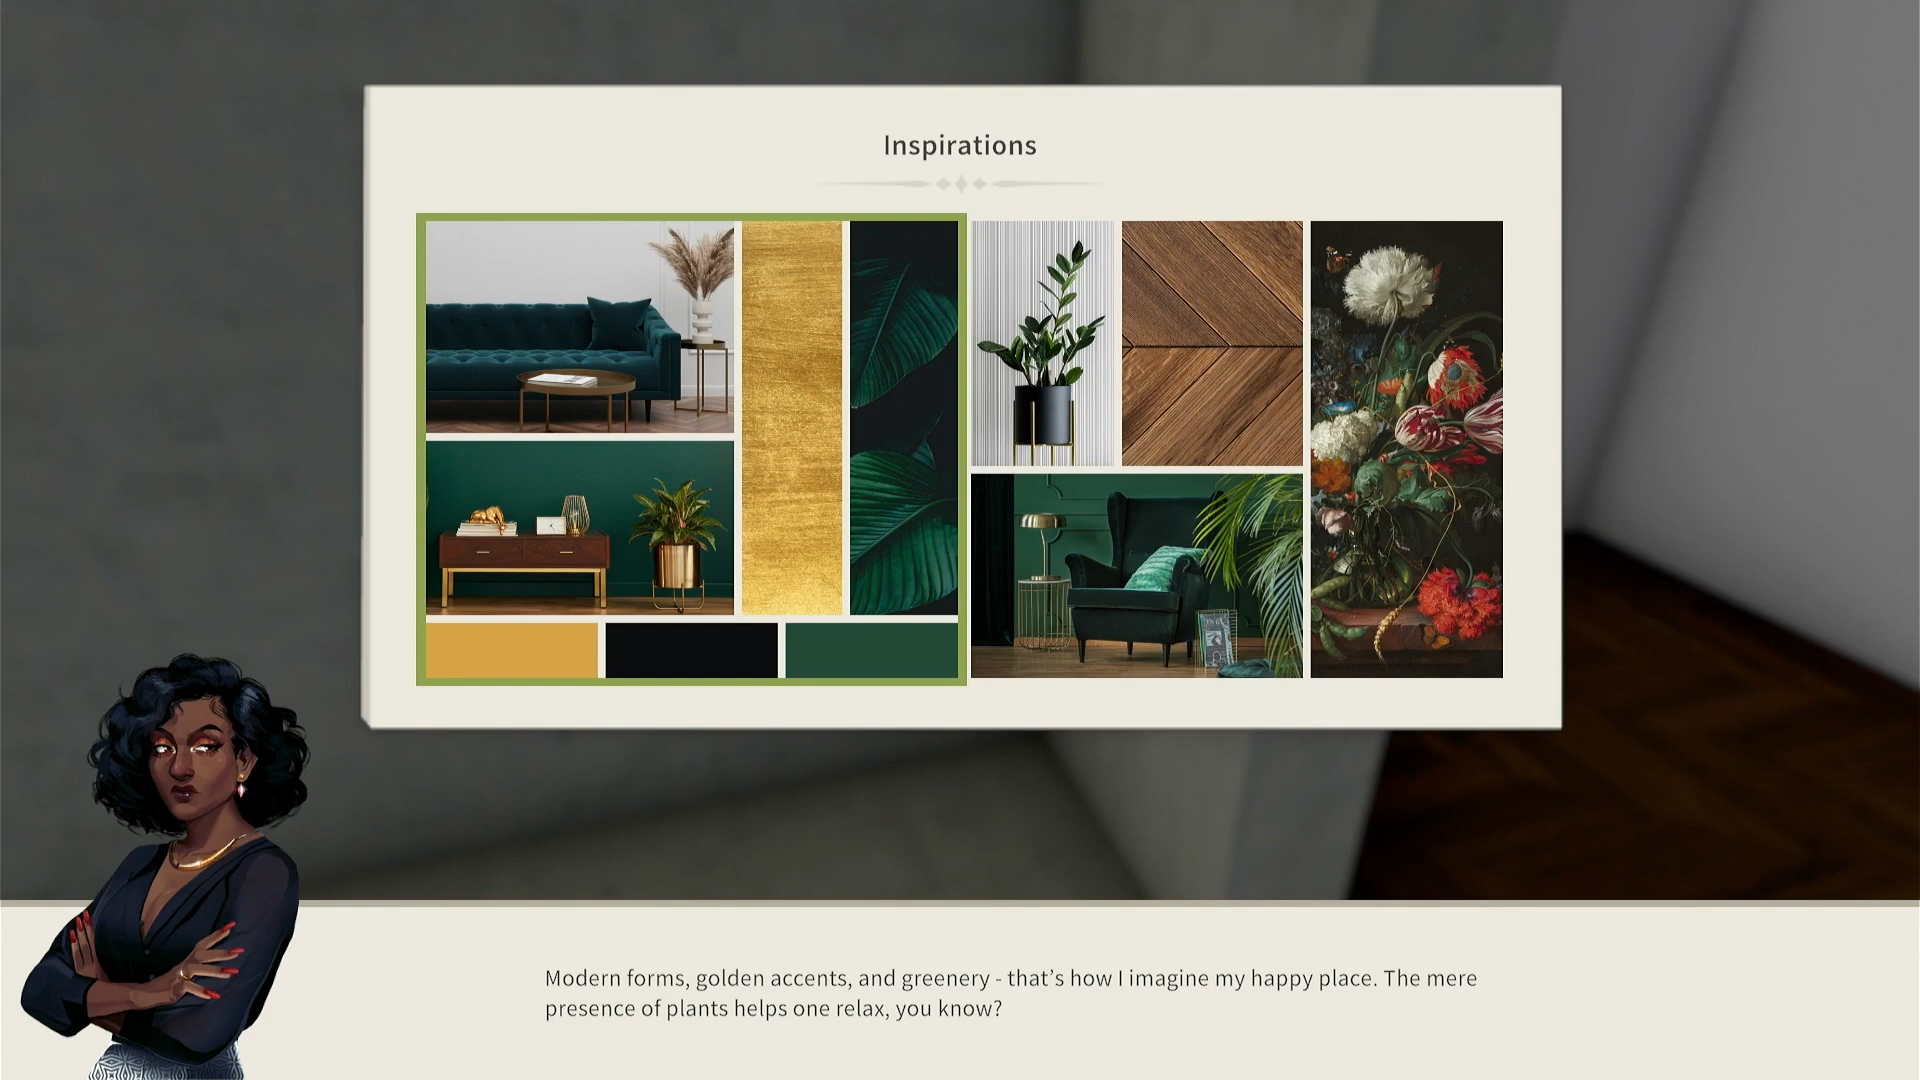 Inspirations
Modern forms, golden accents, and greenery - that’s how I imagine my happy place. The mere
presence of plants helps one relax, you know?